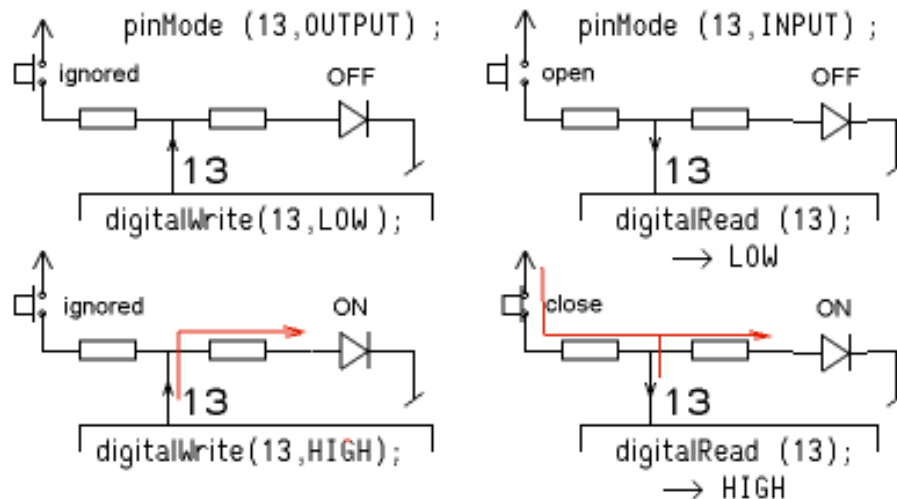 pinMode (13,OUTPUT) ;
ignored
OFF
13
digitalWrite(13,LOW );
pinMode (13,INPUT) ;
open
OFF
13
digitalRead (13);
→ LOW
ignored
ON
13
digitalWrite(13,HIGH);
close
ON
13
digitalRead (13);
→ HIGH